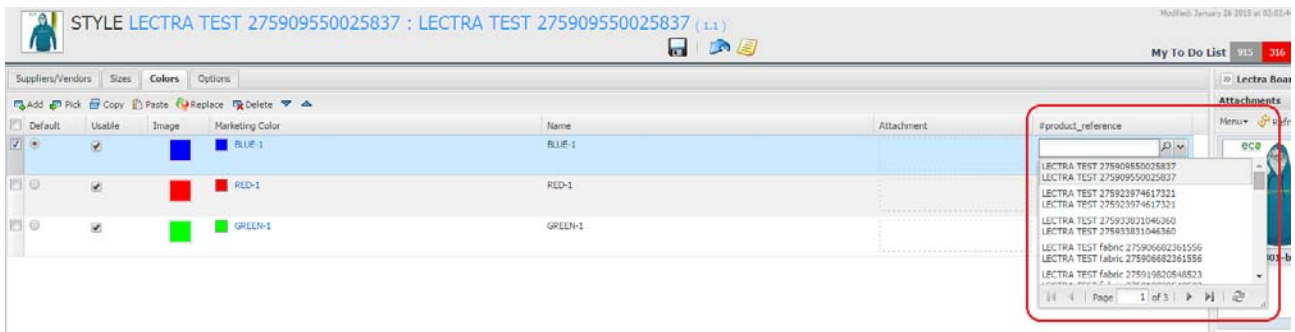 Modified: January 26 2015 at 02:02:4
STYLE LECTRA TEST 275909550025837 : LECTRA TEST 275909550025837 (1.1)
My To Do List 915 316
Suppliers/Vendors Sizes Colors Options
Lectra Boar
Add Pick Copy Paste Replace Delete
Attachments
Default Usable Image Marketing Color Name Attachment #product_reference
Menu Refr
BLUE-1 BLUE-1
ece
LECTRA TEST 275909550025837
LECTRA TEST 275909550025837
RED-1 RED-1
LECTRA TEST 275923974617321
LECTRA TEST 275923974617321
LECTRA TEST 275933831046360
LECTRA TEST 275933831046360
GREEN-1 GREEN-1
LECTRA TEST fabric 275906682361556
LECTRA TEST fabric 275906682361556
LECTRA TEST fabric 275919820548523
01-b
Page 1 of 3